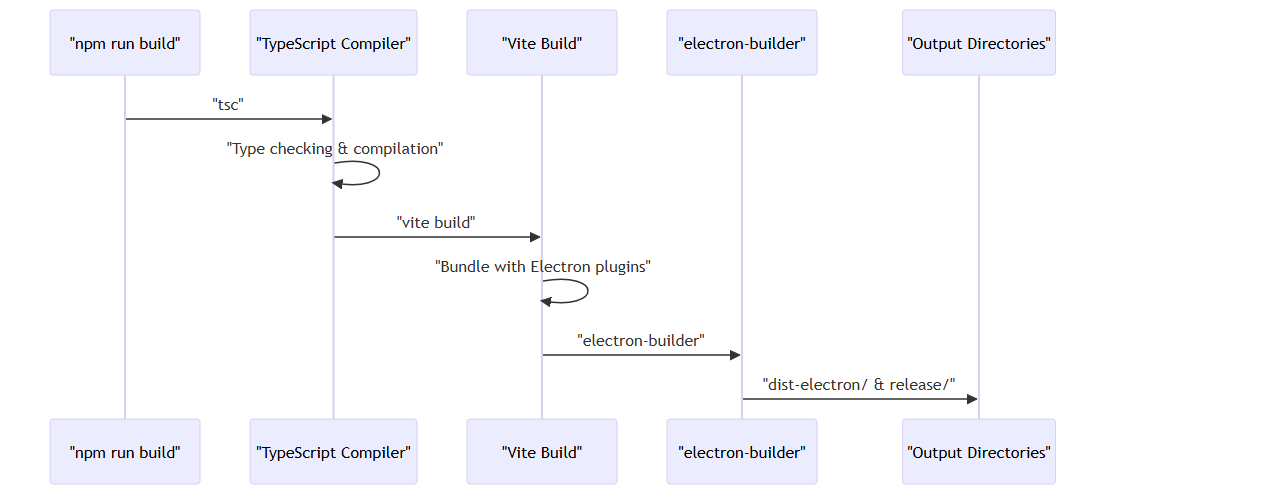 "npm run build"
"TypeScript Compiler"
"Vite Build"
"electron-builder"
"Output Directories"
"tsc"
"Type checking & compilation"
"vite build"
"Bundle with Electron plugins"
"electron-builder"
"dist-electron/ & release/"
"npm run build"
"TypeScript Compiler"
"Vite Build"
"electron-builder"
"Output Directories"